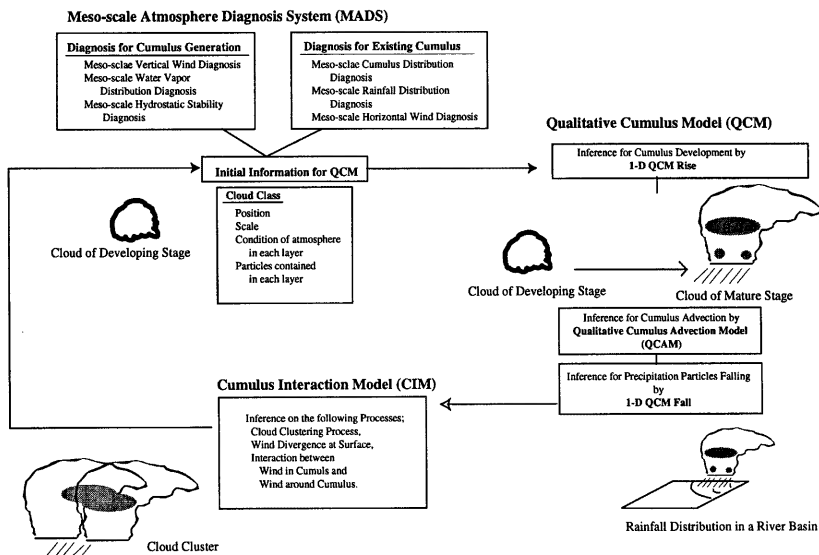 Meso-scale Atmosphere Diagnosis System (MADS)
Diagnosis for Cumulus Generation
Meso-sclae Vertical Wind Diagnosis
Meso-scale Water Vapor
Distribution Diagnosis
Meso-scale Hydrostatic Stability
Diagnosis
Diagnosis for Existing Cumulus
Meso-sclae Cumulus Distribution
Diagnosis
Meso-scale Rainfall Distribution
Diagnosis
Meso-scale Horizontal Wind Diagnosis
Qualitative Cumulus Model (QCM)
Inference for Cumulus Development by
1-D QCM Rise
Initial Information for QCM
Cloud Class
Position
Scale
Condition of atmosphere
in each layer
Particles contained
in each layer
Cloud of Developing Stage
Cloud of Developing Stage
Cloud of Mature Stage
Inference for Cumulus Advection by
Qualitative Cumulus Advection Model
(QCAM)
Inference for Precipitation Particles Falling
by
1-D QCM Fall
Cumulus Interaction Model (CIM)
Inference on the following Processes;
Cloud Clustering Process,
Wind Divergence at Surface,
Interaction between
Wind in Cumuls and
Wind around Cumulus.
Cloud Cluster
Rainfall Distribution in a River Basin